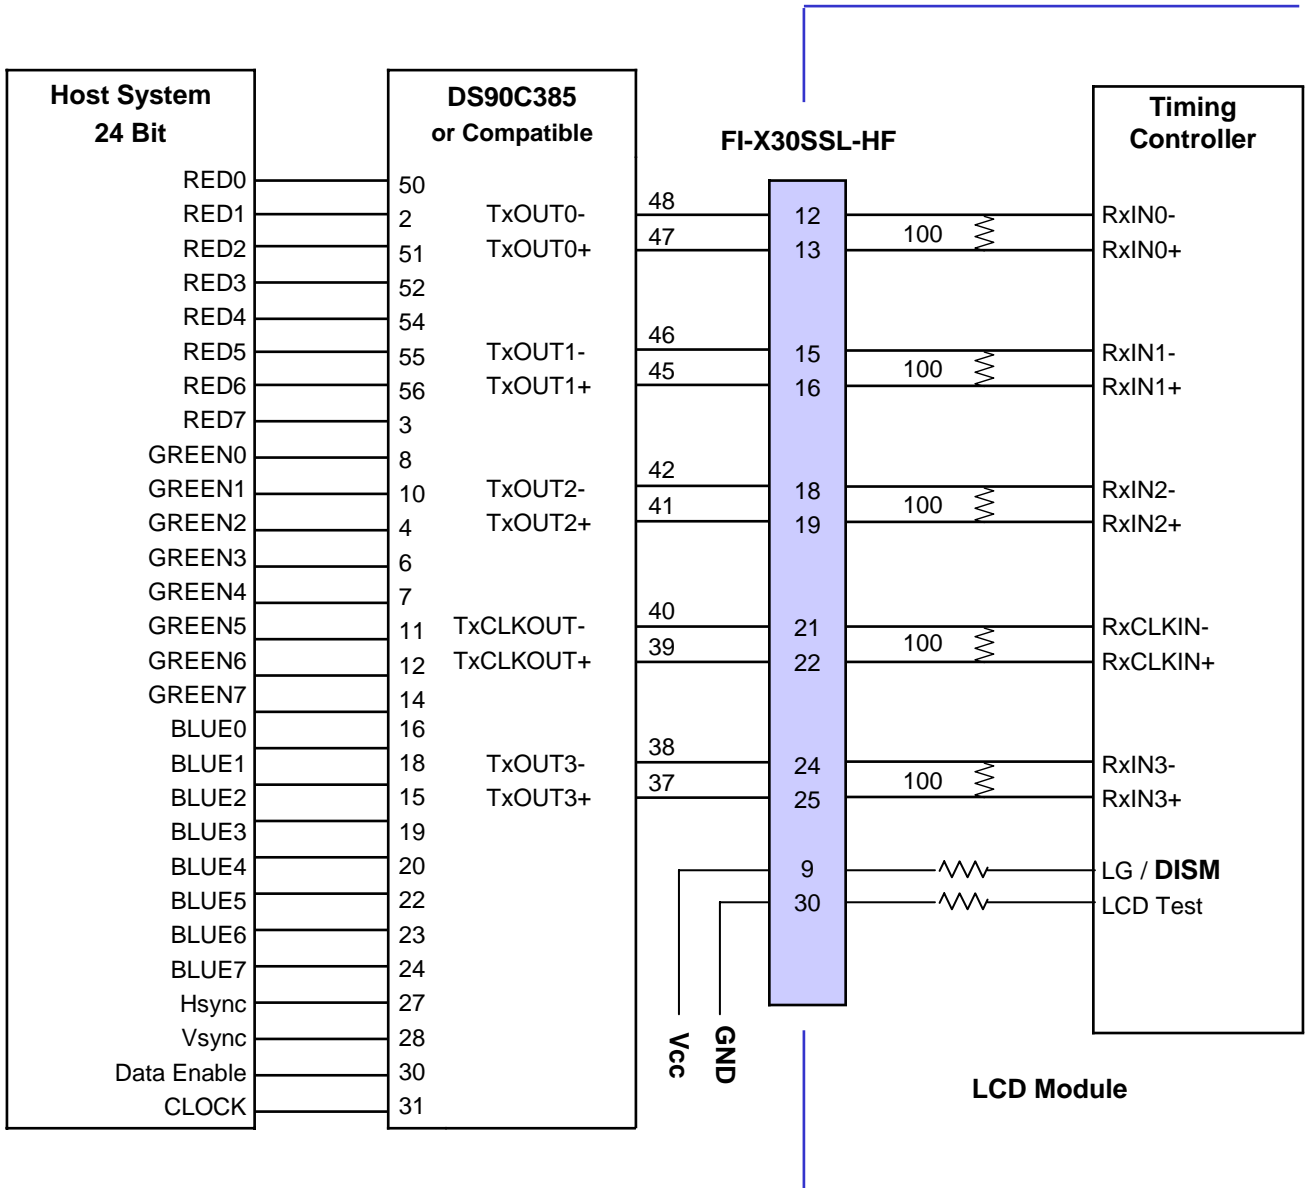 Host System
24 Bit
RED0
RED1
RED2
RED3
RED4
RED5
RED6
RED7
GREEN0
GREEN1
GREEN2
GREEN3
GREEN4
GREEN5
GREEN6
GREEN7
BLUE0
BLUE1
BLUE2
BLUE3
BLUE4
BLUE5
BLUE6
BLUE7
Hsync
Vsync
Data Enable
CLOCK
DS90C385
or Compatible
50
2
51
52
54
55
56
3
8
10
4
6
7
11
12
14
16
18
15
19
20
22
23
24
27
28
30
31
TxOUT0-
TxOUT0+
TxOUT1-
TxOUT1+
TxOUT2-
TxOUT2+
TxCLKOUT-
TxCLKOUT+
TxOUT3-
TxOUT3+
48
47
46
45
42
41
40
39
38
37
Vcc
GND
FI-X30SSL-HF
12
13
15
16
18
19
21
22
24
25
9
30
100
100
100
100
100
Timing
Controller
RxIN0-
RxIN0+
RxIN1-
RxIN1+
RxIN2-
RxIN2+
RxCLKIN-
RxCLKIN+
RxIN3-
RxIN3+
LG / DISM
LCD Test
LCD Module